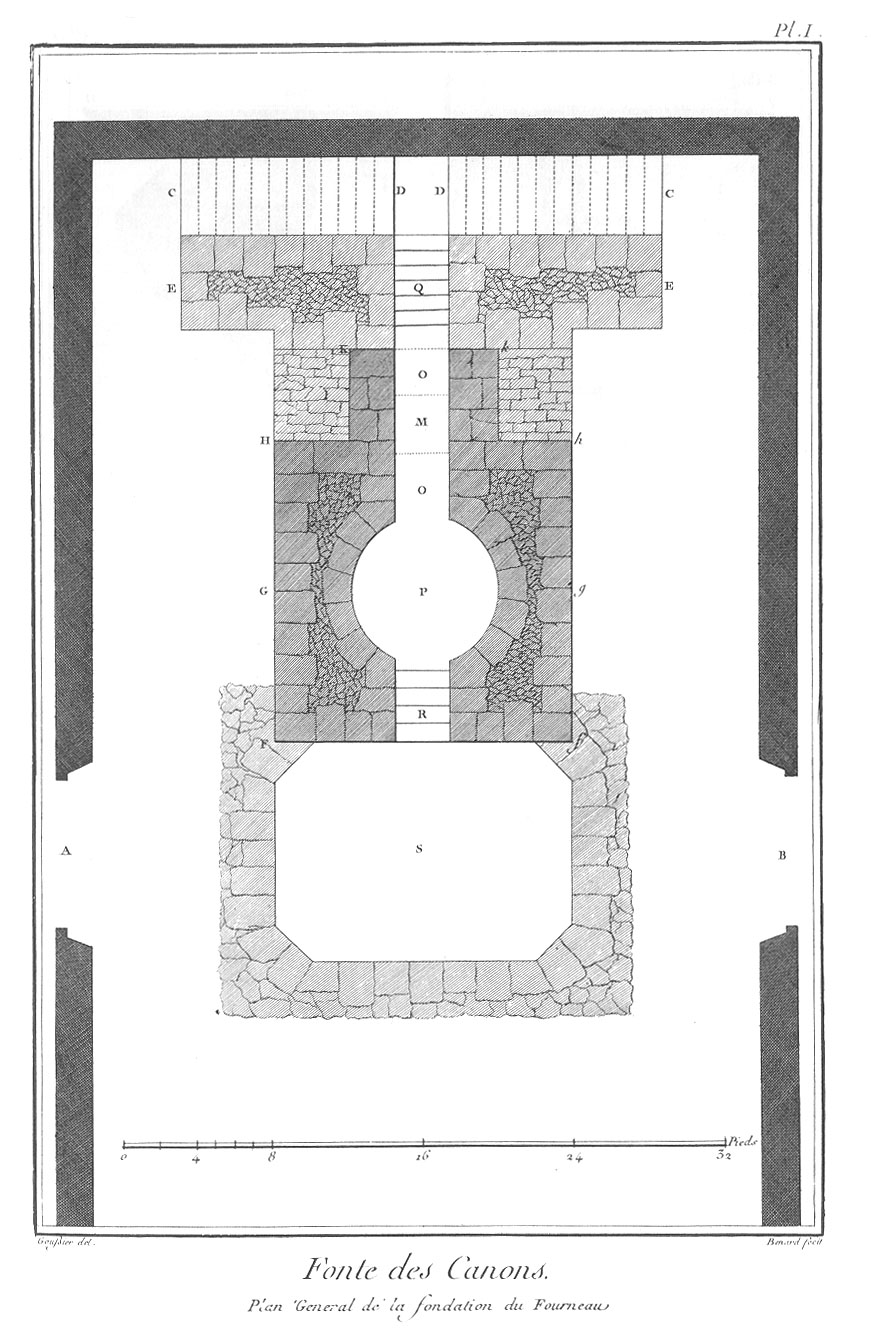 Pl. I.
C D D C
E Q E
K k
O
M
H h
O
G P g
R
F f
A S B
Pieds
0 4 8 16 24 32
Goussier del. Benard fecit
Fonte des Canons.
Plan General de la fondation du Fourneau